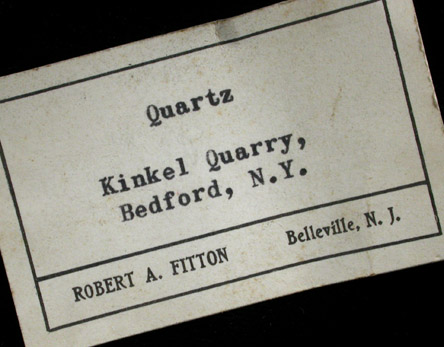 Quartz
Kinkel Quarry,
Bedford, N.Y.
ROBERT A. FITTON Belleville, N. J.